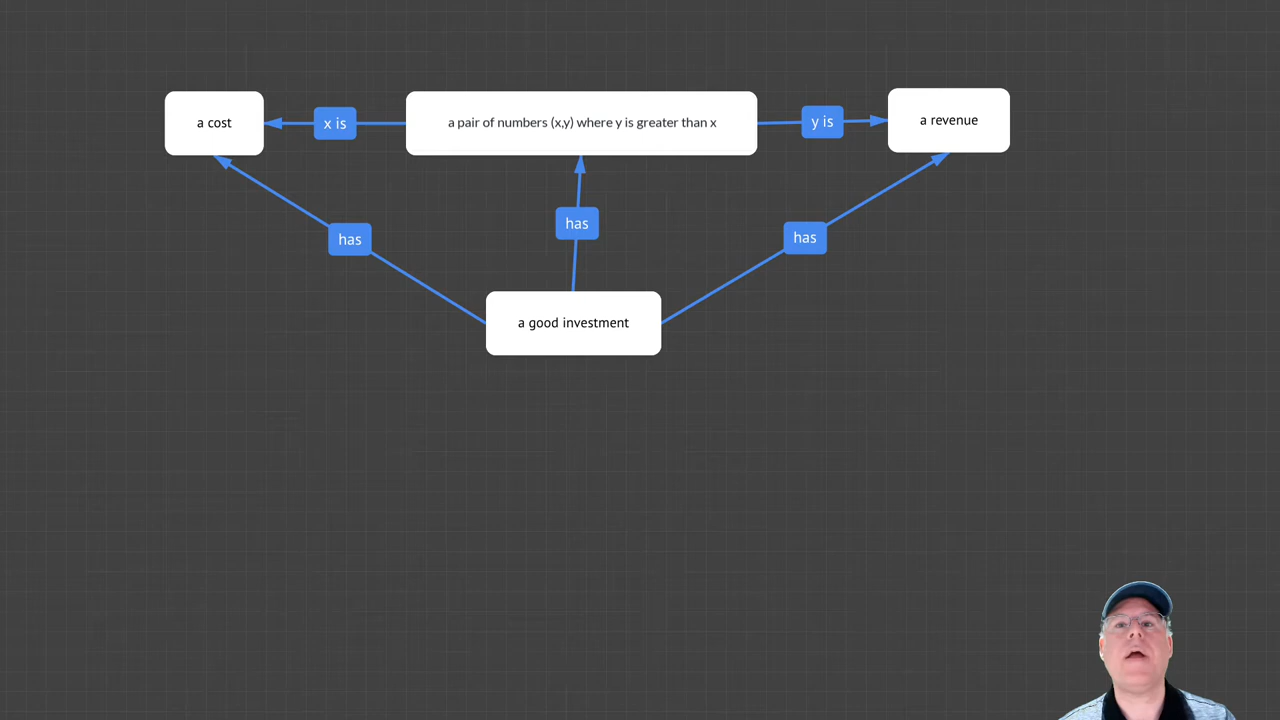 a cost
x is
a pair of numbers (x,y) where y is greater than x
y is
a revenue
has
has
has
a good investment